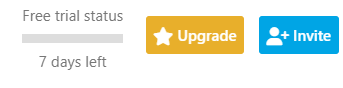 Free trial status
7 days left
Upgrade
Invite